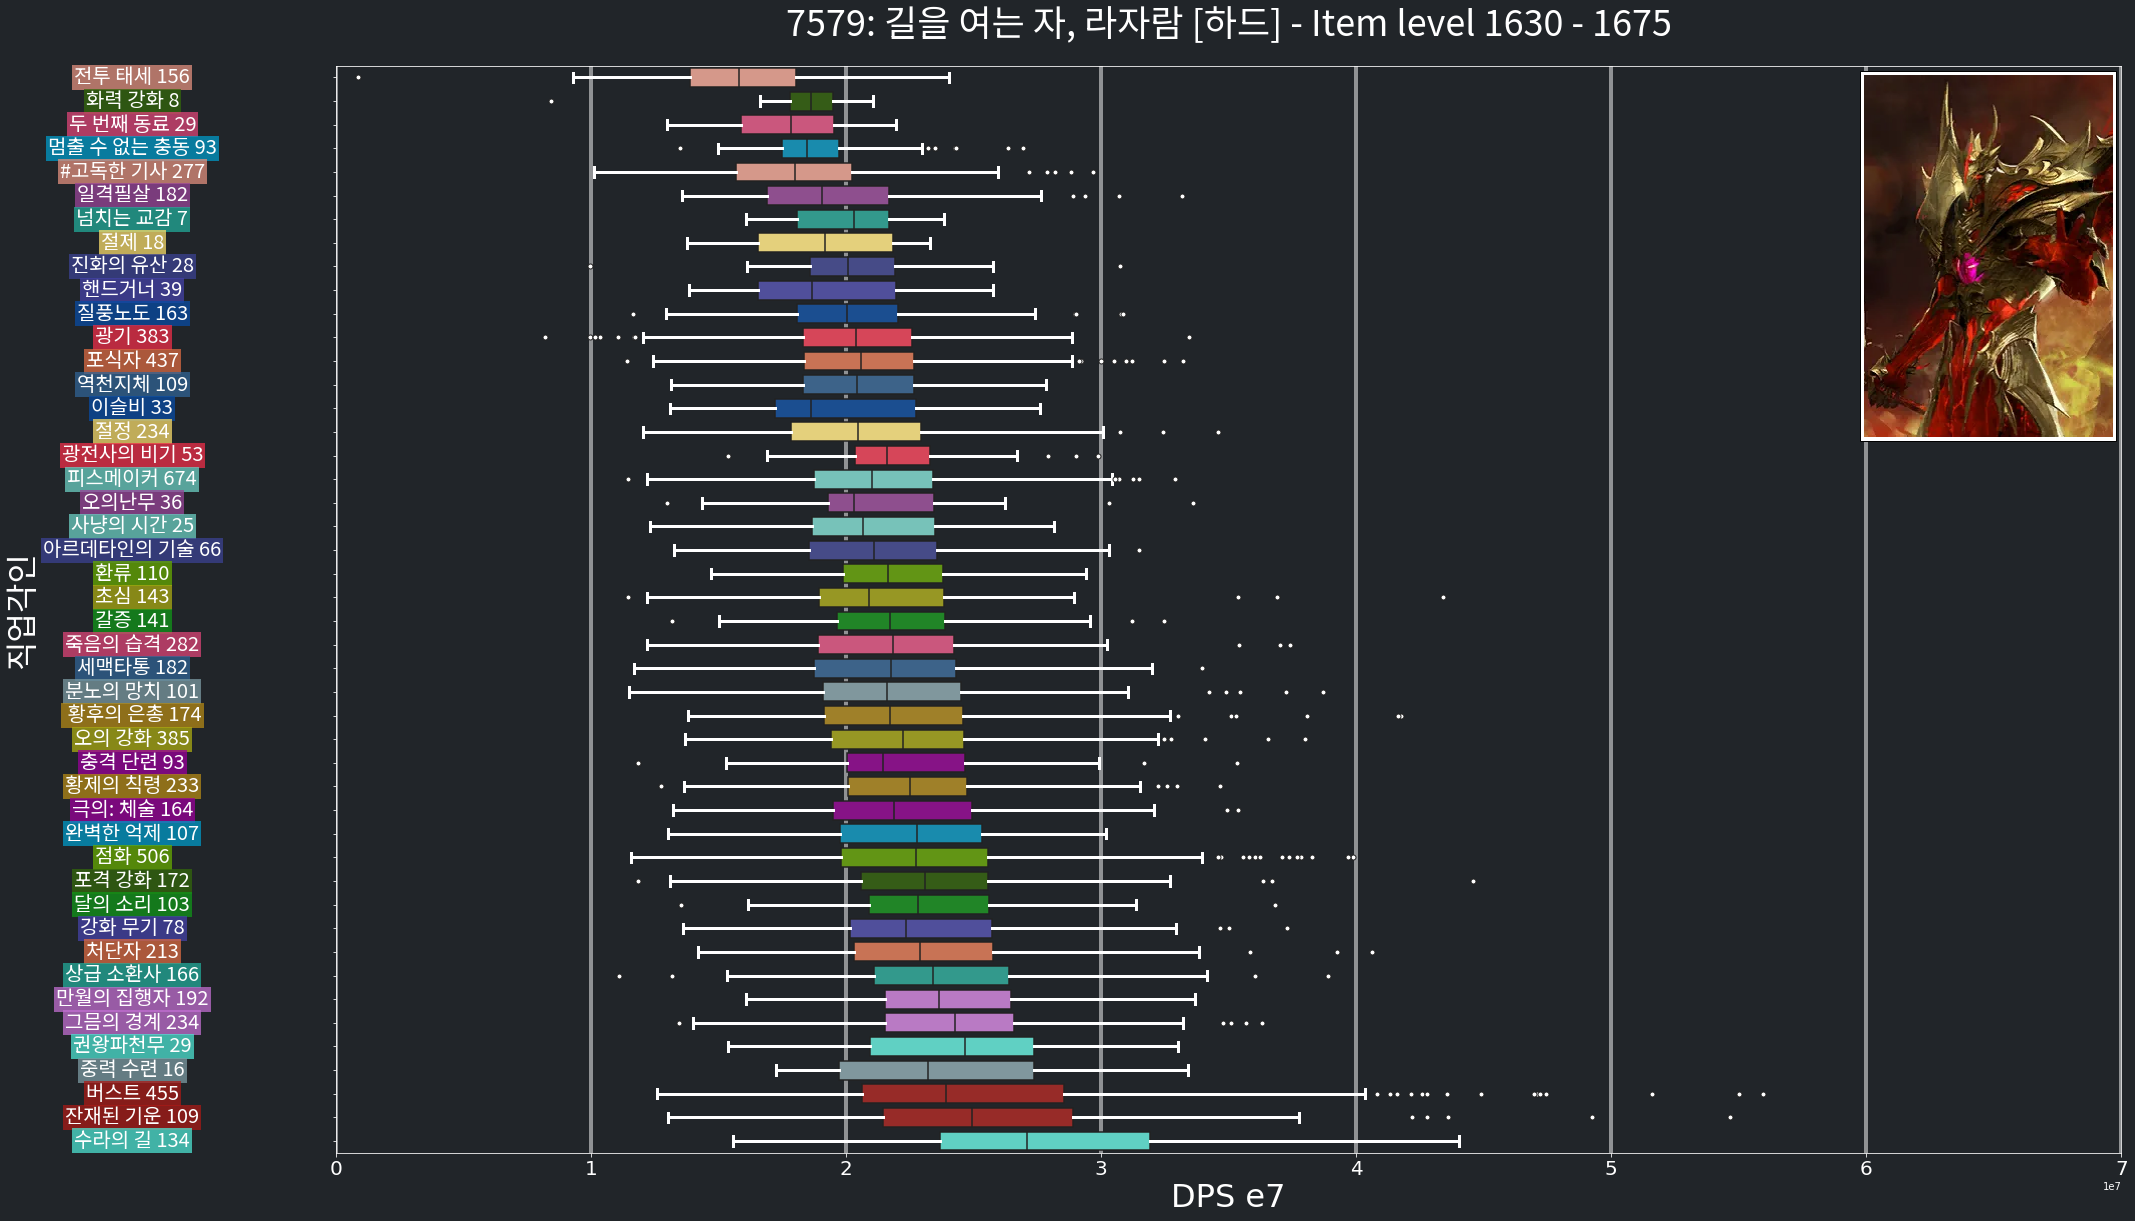 7579: 길을 여는 자, 라자람 [하드] - Item level 1630 - 1675
직업각인
전투 태세 156
화력 강화 8
두 번째 동료 29
멈출 수 없는 충동 93
#고독한 기사 277
일격필살 182
넘치는 교감 7
절제 18
진화의 유산 28
핸드거너 39
질풍노도 163
광기 383
포식자 437
역천지체 109
이슬비 33
절정 234
광전사의 비기 53
피스메이커 674
오의난무 36
사냥의 시간 25
아르데타인의 기술 66
환류 110
초심 143
갈증 141
죽음의 습격 282
세맥타통 182
분노의 망치 101
황후의 은총 174
오의 강화 385
충격 단련 93
황제의 칙령 233
극의: 체술 164
완벽한 억제 107
점화 506
포격 강화 172
달의 소리 103
강화 무기 78
처단자 213
상급 소환사 166
만월의 집행자 192
그믐의 경계 234
권왕파천무 29
중력 수련 16
버스트 455
잔재된 기운 109
수라의 길 134
0 1 2 3 4 5 6 7
1e7
DPS e7